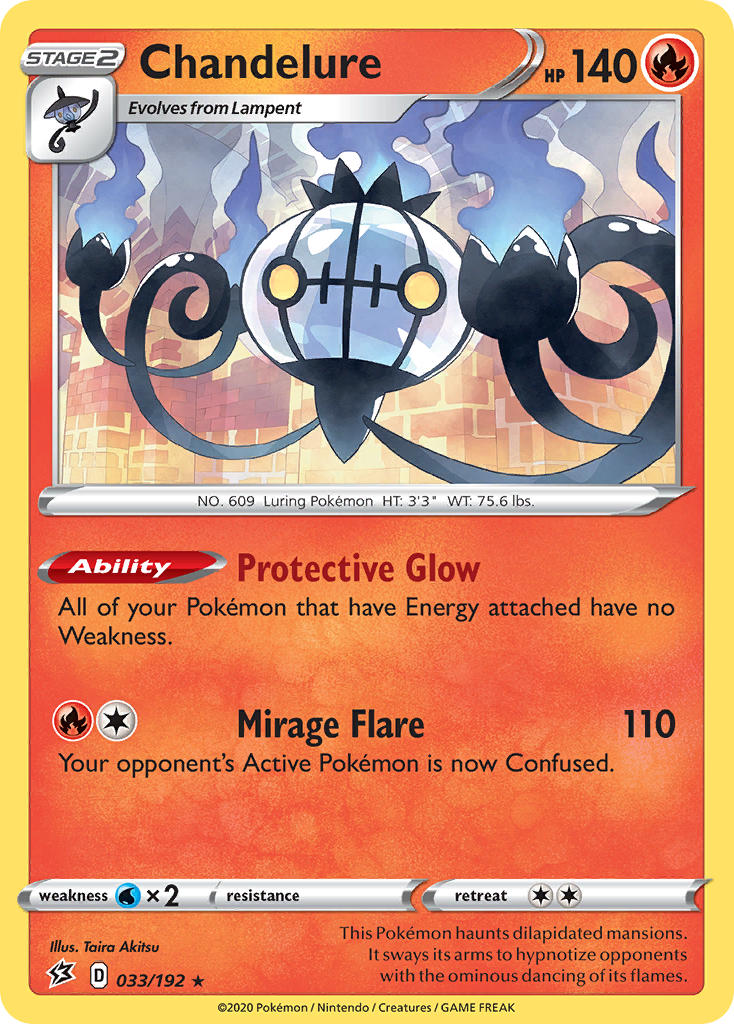 STAGE2
Chandelure
HP 140
Evolves from Lampent
NO. 609 Luring Pokémon HT: 3'3" WT: 75.6 lbs.
Ability Protective Glow
All of your Pokémon that have Energy attached have no
Weakness.
Mirage Flare 110
Your opponent's Active Pokémon is now Confused.
weakness ×2 resistance retreat
Illus. Taira Akitsu
D 033/192 ★
This Pokémon haunts dilapidated mansions.
It sways its arms to hypnotize opponents
with the ominous dancing of its flames.
©2020 Pokémon / Nintendo / Creatures / GAME FREAK